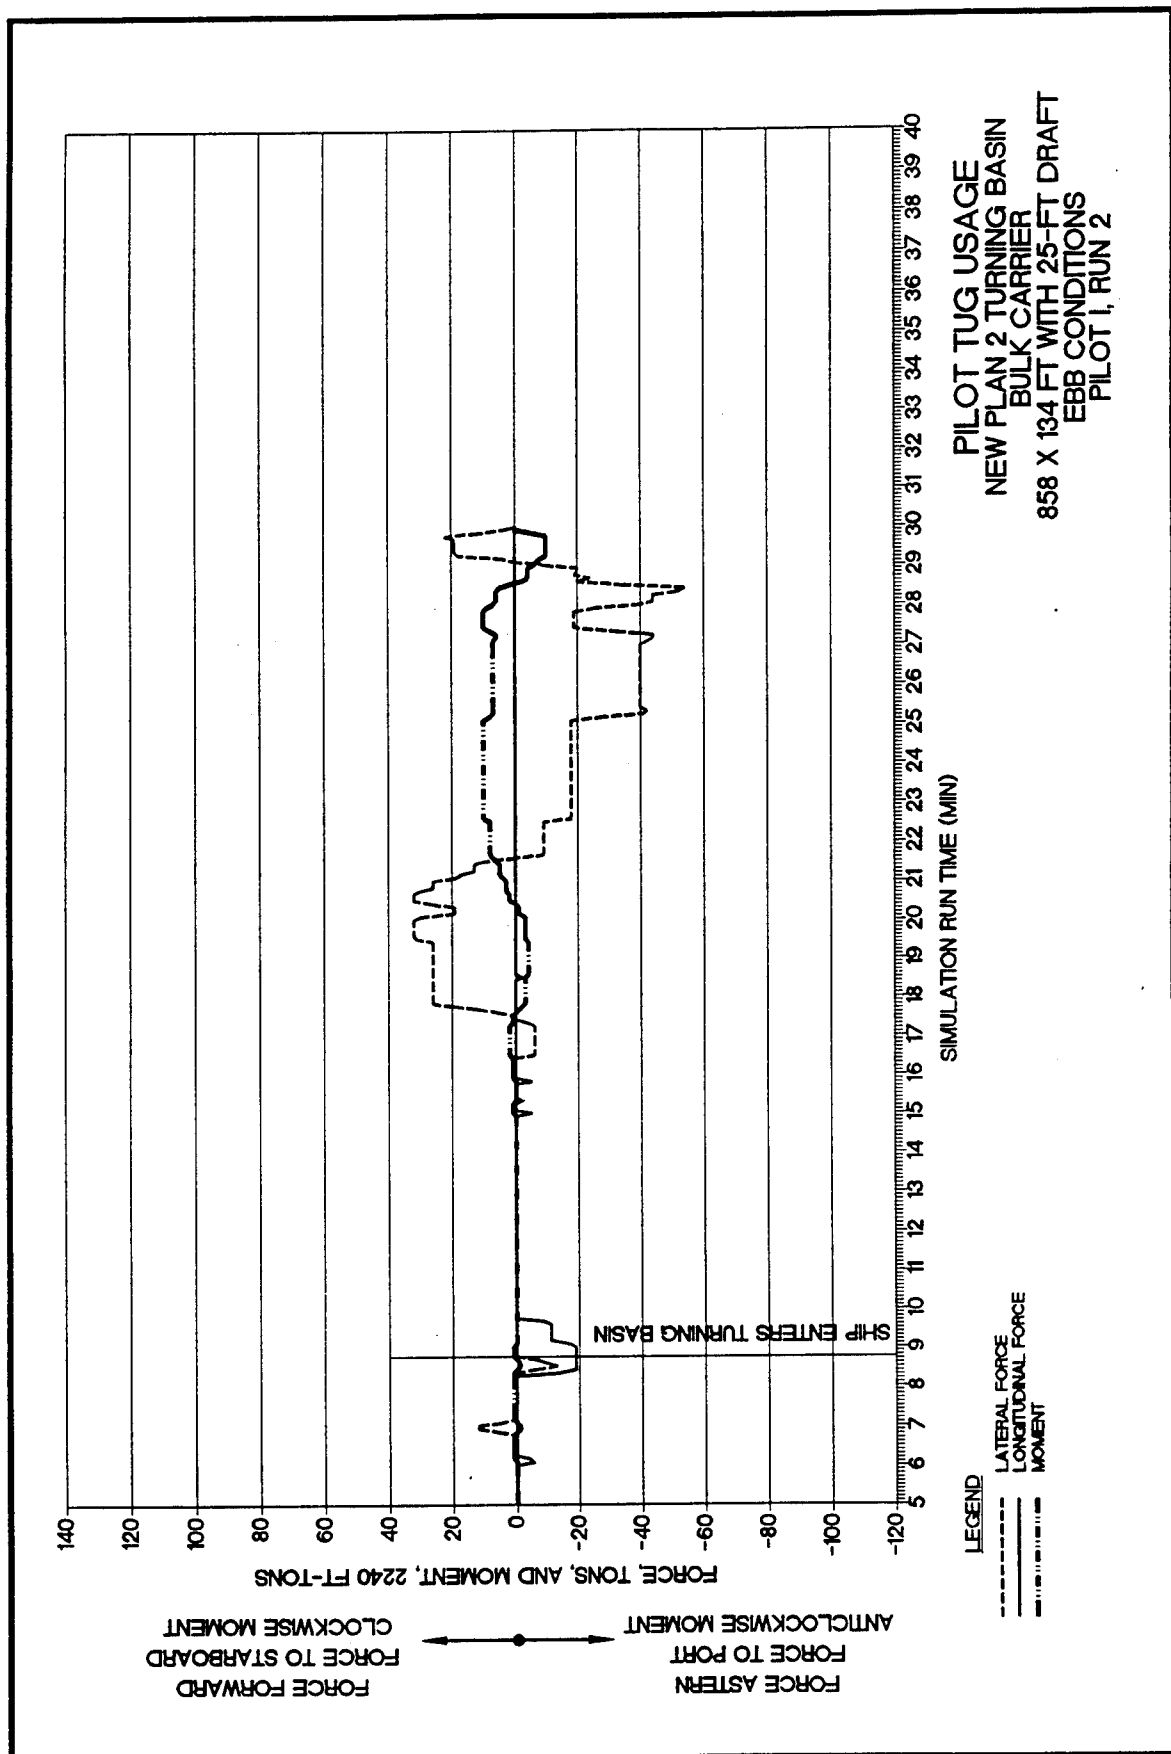 140
120
100
80
60
40
20
0
-20
-40
-60
-80
-100
-120
FORCE, TONS, AND MOMENT, 2240 FT-TONS
FORCE FORWARD
FORCE TO STARBOARD
CLOCKWISE MOMENT
ANTICLOCKWISE MOMENT
FORCE TO PORT
FORCE ASTERN
SHIP ENTERS TURNING BASIN
5 6 7 8 9 10 11 12 13 14 15 16 17 18 19 20 21 22 23 24 25 26 27 28 29 30 31 32 33 34 35 36 37 38 39 40
SIMULATION RUN TIME (MIN)
LEGEND
LATERAL FORCE
LONGITUDINAL FORCE
MOMENT
PILOT TUG USAGE
NEW PLAN 2 TURNING BASIN
BULK CARRIER
858 X 134 FT WITH 25-FT DRAFT
EBB CONDITIONS
PILOT I, RUN 2